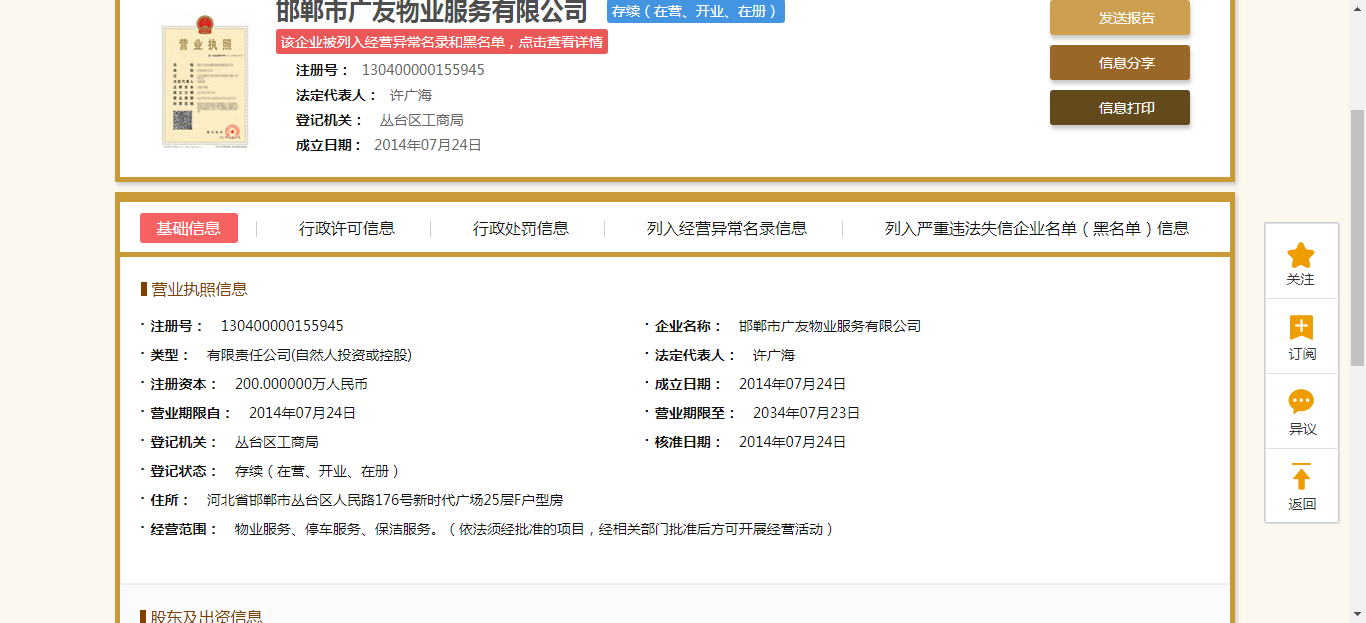 邯郸市广友物业服务有限公司 存续（在营、开业、在册）
该企业被列入经营异常名录和黑名单，点击查看详情
营业执照
注册号： 130400000155945
法定代表人： 许广海
登记机关： 丛台区工商局
成立日期： 2014年07月24日
发送报告
信息分享
信息打印
基础信息 行政许可信息 行政处罚信息 列入经营异常名录信息 列入严重违法失信企业名单（黑名单）信息
营业执照信息
· 注册号： 130400000155945 · 企业名称： 邯郸市广友物业服务有限公司
· 类型： 有限责任公司(自然人投资或控股) · 法定代表人： 许广海
· 注册资本： 200.000000万人民币 · 成立日期： 2014年07月24日
· 营业期限自： 2014年07月24日 · 营业期限至： 2034年07月23日
· 登记机关： 丛台区工商局 · 核准日期： 2014年07月24日
· 登记状态： 存续（在营、开业、在册）
· 住所： 河北省邯郸市丛台区人民路176号新时代广场25层F户型房
· 经营范围： 物业服务、停车服务、保洁服务。（依法须经批准的项目，经相关部门批准后方可开展经营活动）
股东及出资信息
关注
订阅
异议
返回